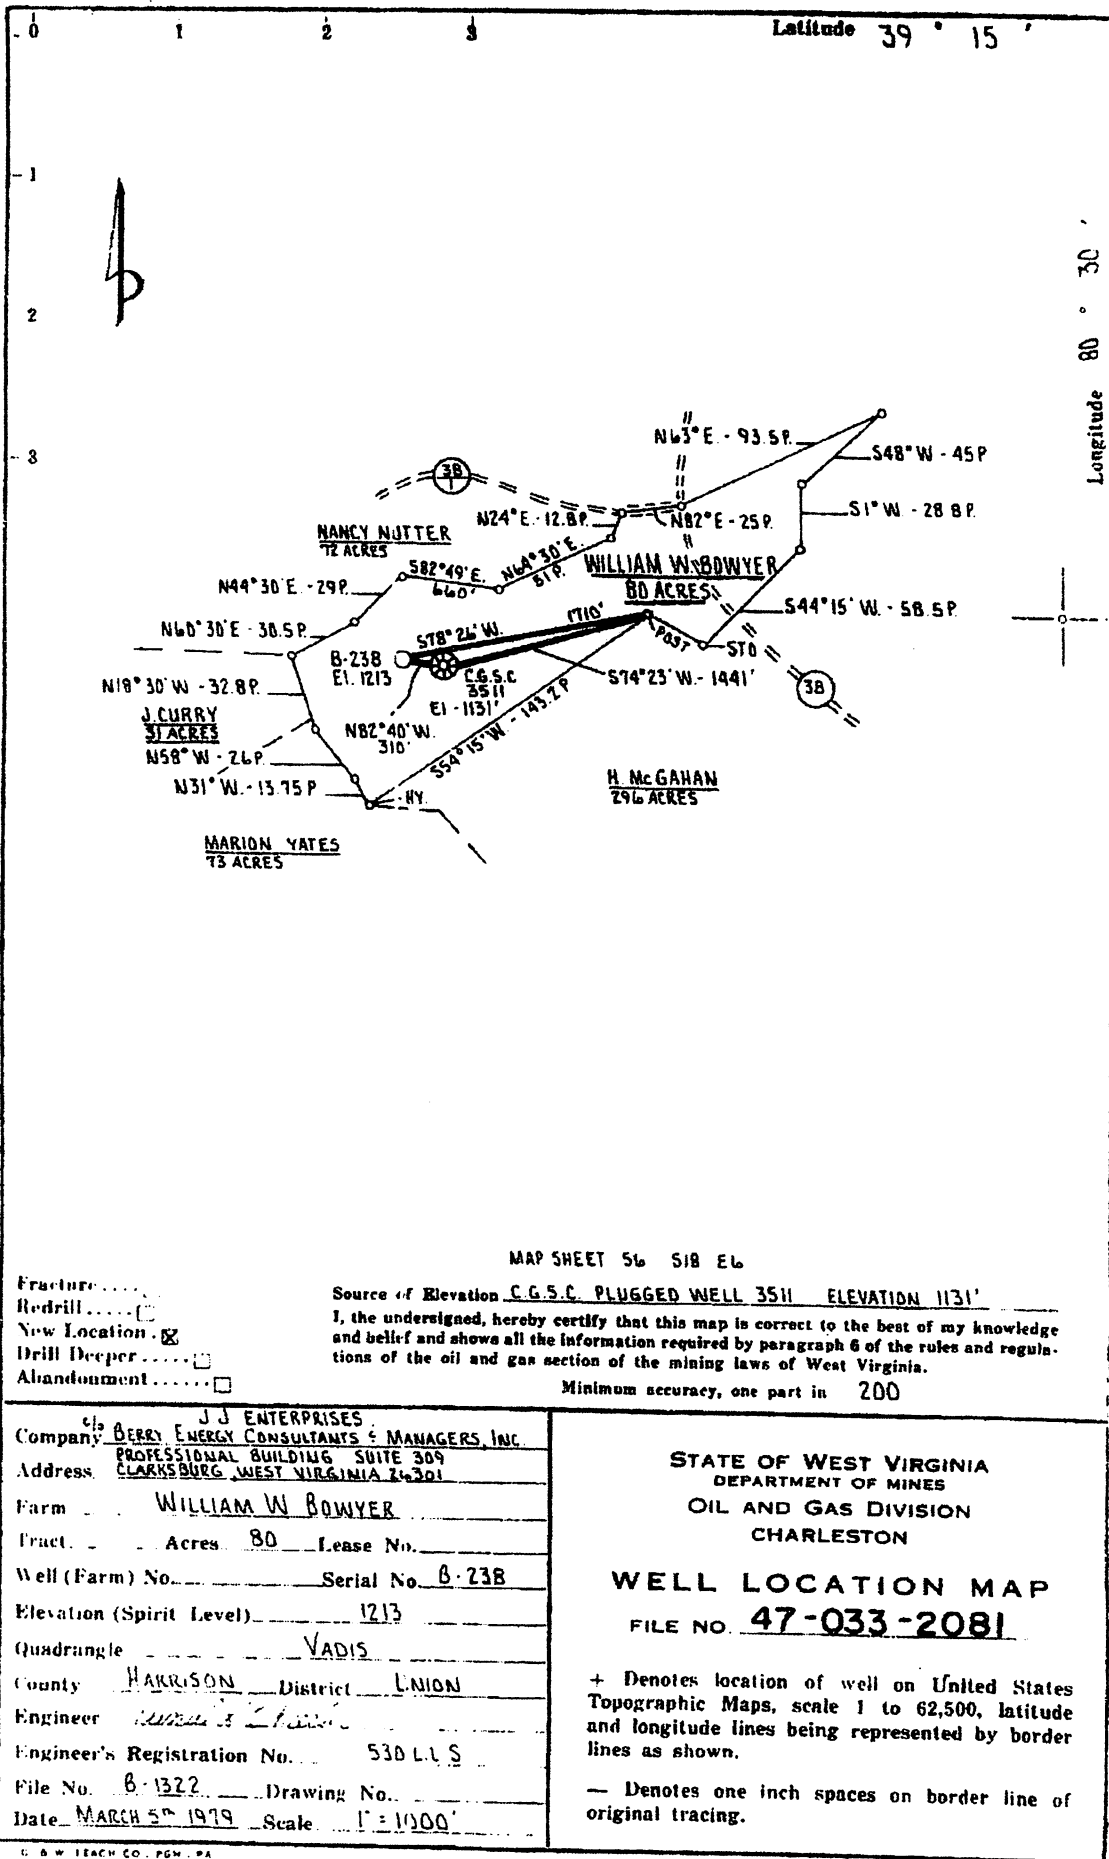 0 1 2 3 Latitude 39 ° 15 '
1
2
3
Longitude 80 ° 30 '
N63°E. - 93.5P.
S48°W - 45P
S1°W - 28.8P.
3B
1
N24°E. - 12.8P.
N82°E - 25P.
NANCY NUTTER
72 ACRES
S82°49'E.
660'
N64°30'E.
51P.
WILLIAM W. BOWYER
80 ACRES
N44°30'E. - 29P.
S44°15'W. - 58.5P.
N60°30'E - 30.5P.
S78°26'W. 1710'
POST
STO
B-238
El. 1213
C.G.S.C
3511
El - 1131'
S74°23'W. - 1441'
3B
N18°30'W - 32.8P.
J. CURRY
31 ACRES
N82°40'W.
310'
S54°15'W - 143.2P
N58°W - 26P.
N31°W. - 13.75P
HY.
H. McGAHAN
296 ACRES
MARION YATES
73 ACRES
MAP SHEET 56 S18 E6
Fracture.....
Redrill.....
New Location.
Drill Deeper.....
Abandonment......
Source of Elevation C.G.S.C. PLUGGED WELL 3511 ELEVATION 1131'
I, the undersigned, hereby certify that this map is correct to the best of my knowledge
and belief and shows all the information required by paragraph 6 of the rules and regula-
tions of the oil and gas section of the mining laws of West Virginia.
Minimum accuracy, one part in 200
J J ENTERPRISES
Company c/o BERRY ENERGY CONSULTANTS & MANAGERS, INC.
PROFESSIONAL BUILDING SUITE 309
Address CLARKSBURG, WEST VIRGINIA 26301
Farm WILLIAM W BOWYER
Tract. Acres 80 Lease No.
Well (Farm) No. Serial No. B-238
Elevation (Spirit Level) 1213
Quadrangle VADIS
County HARRISON District UNION
Engineer
Engineer's Registration No. 530 L.L.S
File No. B-1322 Drawing No.
Date MARCH 5TH 1979 Scale 1" = 1000'
STATE OF WEST VIRGINIA
DEPARTMENT OF MINES
OIL AND GAS DIVISION
CHARLESTON
WELL LOCATION MAP
FILE NO. 47-033-2081
+ Denotes location of well on United States
Topographic Maps, scale 1 to 62,500, latitude
and longitude lines being represented by border
lines as shown.
— Denotes one inch spaces on border line of
original tracing.
C. & W. LEACH CO. PGH. PA